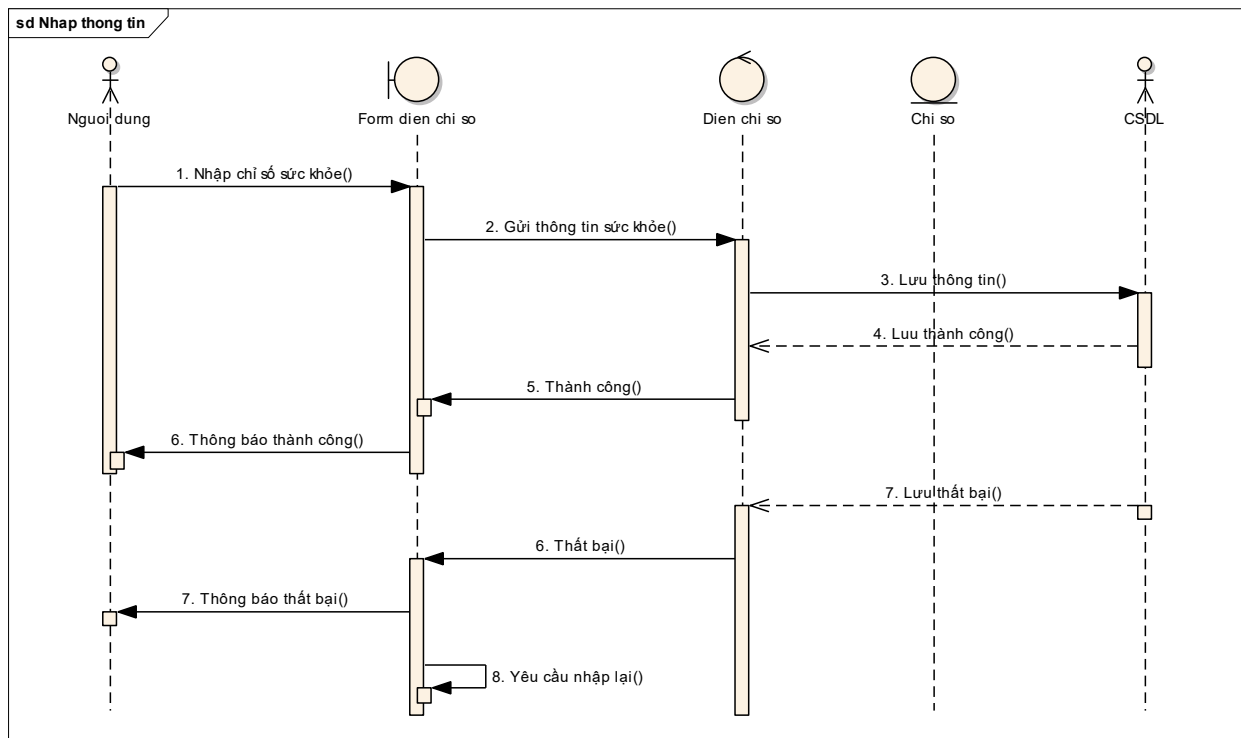 sd Nhap thong tin
Nguoi dung
Form dien chi so
Dien chi so
Chi so
CSDL
1. Nhập chỉ số sức khỏe()
2. Gửi thông tin sức khỏe()
3. Lưu thông tin()
4. Luu thành công()
5. Thành công()
6. Thông báo thành công()
7. Lưu thất bại()
6. Thất bại()
7. Thông báo thất bại()
8. Yêu cầu nhập lại()